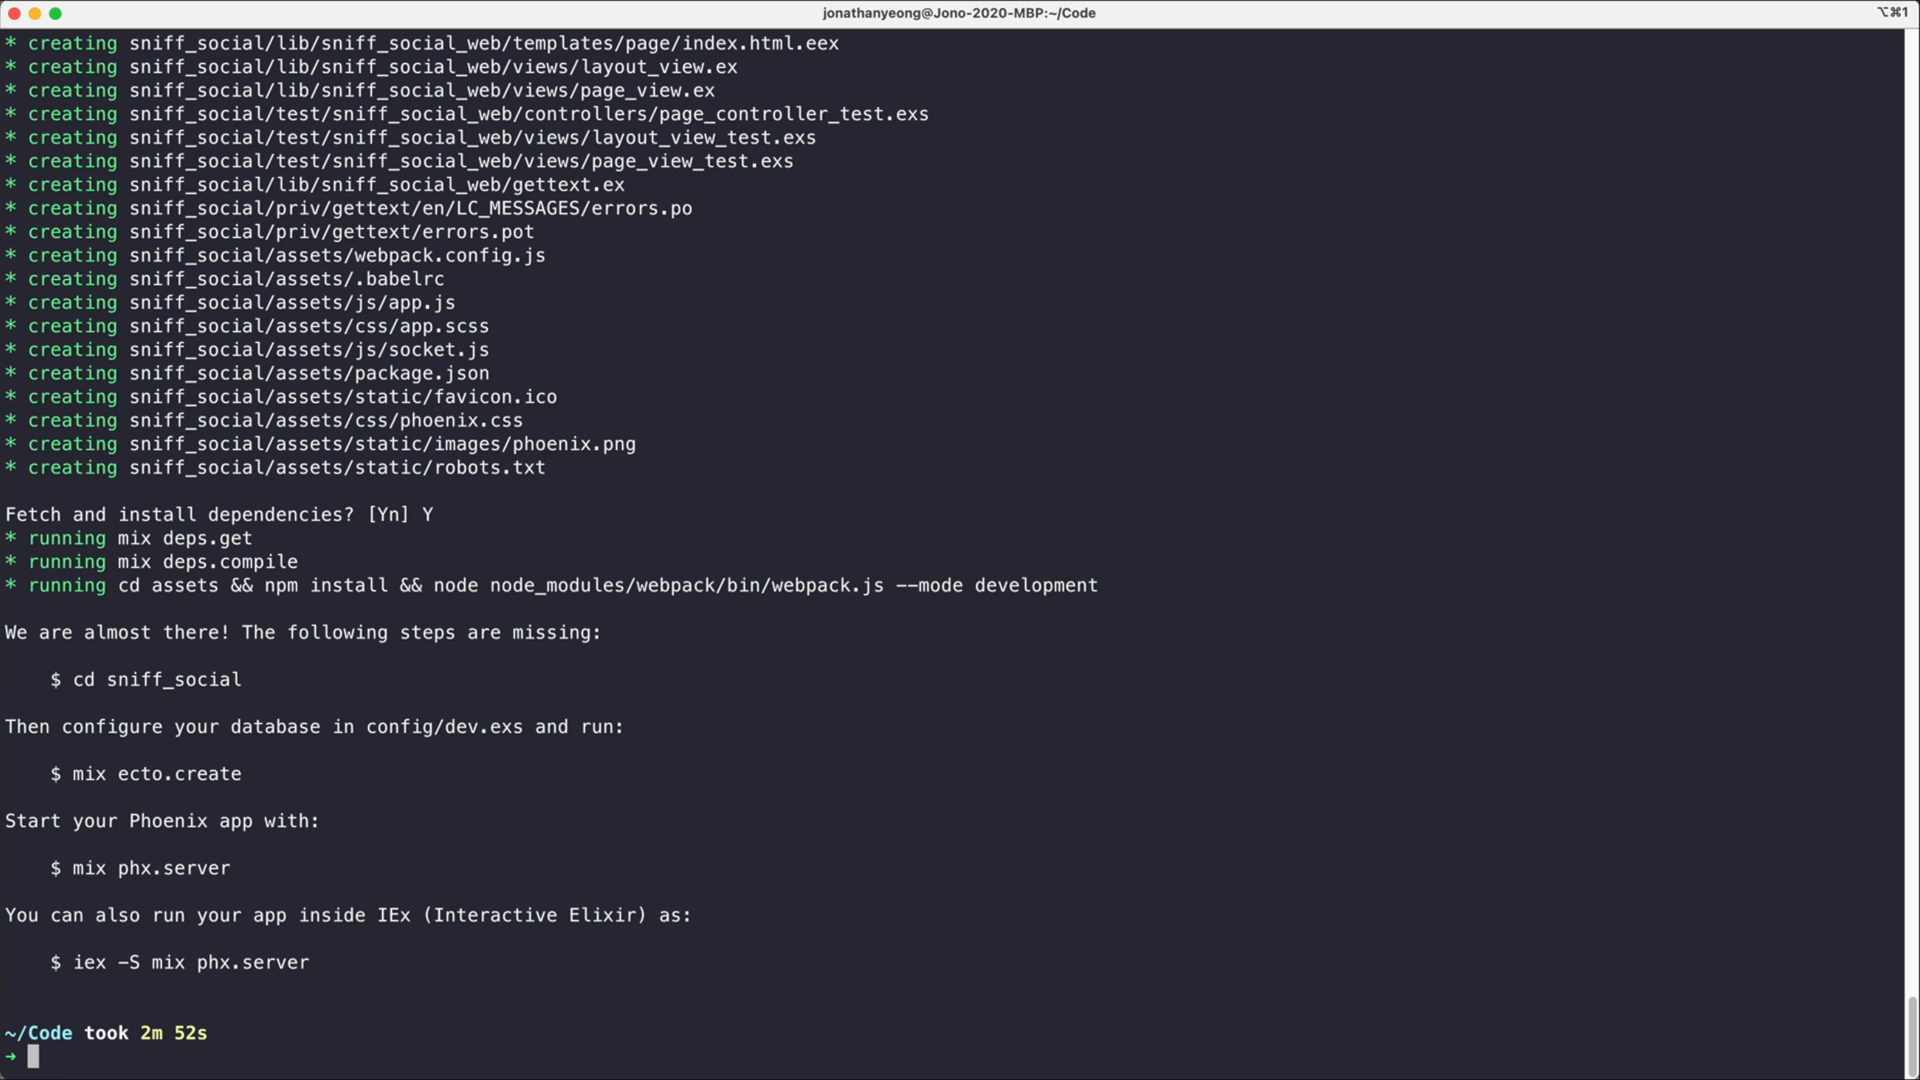 jonathanyeong@Jono-2020-MBP:~/Code
⌥⌘1
* creating sniff_social/lib/sniff_social_web/templates/page/index.html.eex
* creating sniff_social/lib/sniff_social_web/views/layout_view.ex
* creating sniff_social/lib/sniff_social_web/views/page_view.ex
* creating sniff_social/test/sniff_social_web/controllers/page_controller_test.exs
* creating sniff_social/test/sniff_social_web/views/layout_view_test.exs
* creating sniff_social/test/sniff_social_web/views/page_view_test.exs
* creating sniff_social/lib/sniff_social_web/gettext.ex
* creating sniff_social/priv/gettext/en/LC_MESSAGES/errors.po
* creating sniff_social/priv/gettext/errors.pot
* creating sniff_social/assets/webpack.config.js
* creating sniff_social/assets/.babelrc
* creating sniff_social/assets/js/app.js
* creating sniff_social/assets/css/app.scss
* creating sniff_social/assets/js/socket.js
* creating sniff_social/assets/package.json
* creating sniff_social/assets/static/favicon.ico
* creating sniff_social/assets/css/phoenix.css
* creating sniff_social/assets/static/images/phoenix.png
* creating sniff_social/assets/static/robots.txt
Fetch and install dependencies? [Yn] Y
* running mix deps.get
* running mix deps.compile
* running cd assets && npm install && node node_modules/webpack/bin/webpack.js --mode development
We are almost there! The following steps are missing:
$ cd sniff_social
Then configure your database in config/dev.exs and run:
$ mix ecto.create
Start your Phoenix app with:
$ mix phx.server
You can also run your app inside IEx (Interactive Elixir) as:
$ iex -S mix phx.server
~/Code took 2m 52s
➜